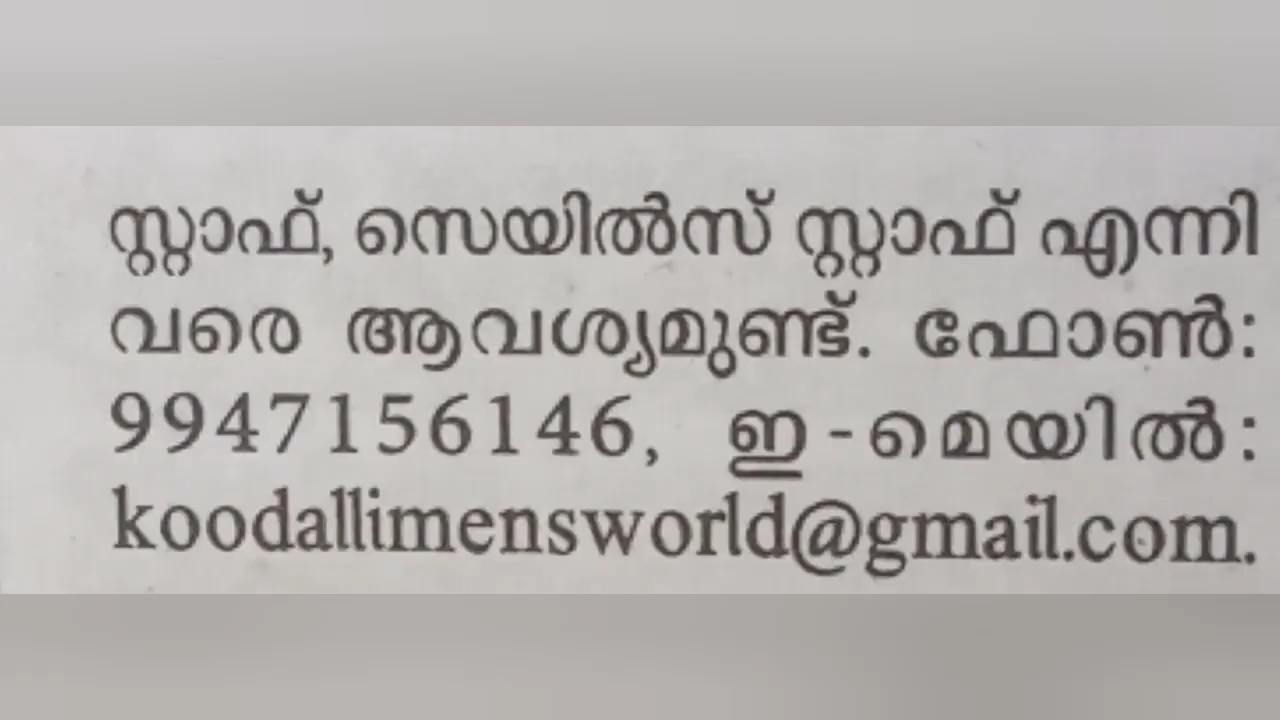 സ്റ്റാഫ്, സെയിൽസ് സ്റ്റാഫ് എന്നി
വരെ ആവശ്യമുണ്ട്. ഫോൺ:
9947156146, ഇ-മെയിൽ:
koodallimensworld@gmail.com.